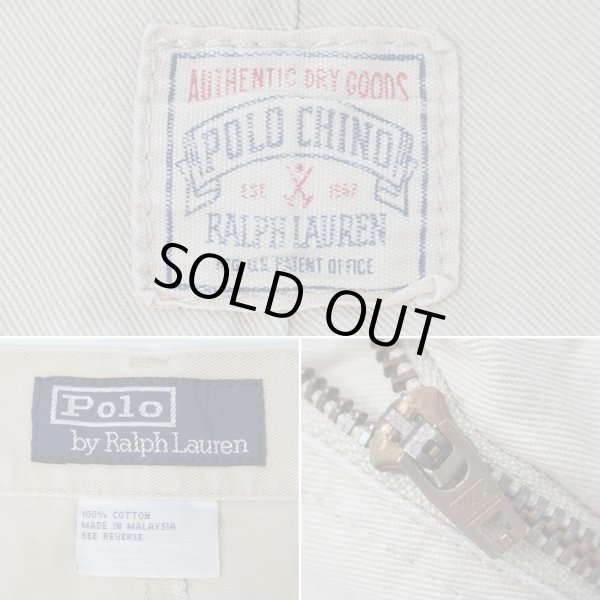 AUTHENTIC DRY GOODS
POLO CHINO
EST. 1967
RALPH LAUREN
REG. U.S. PATENT OFFICE
SOLD OUT
Polo
by Ralph Lauren
100% COTTON
MADE IN MALAYSIA
SEE REVERSE